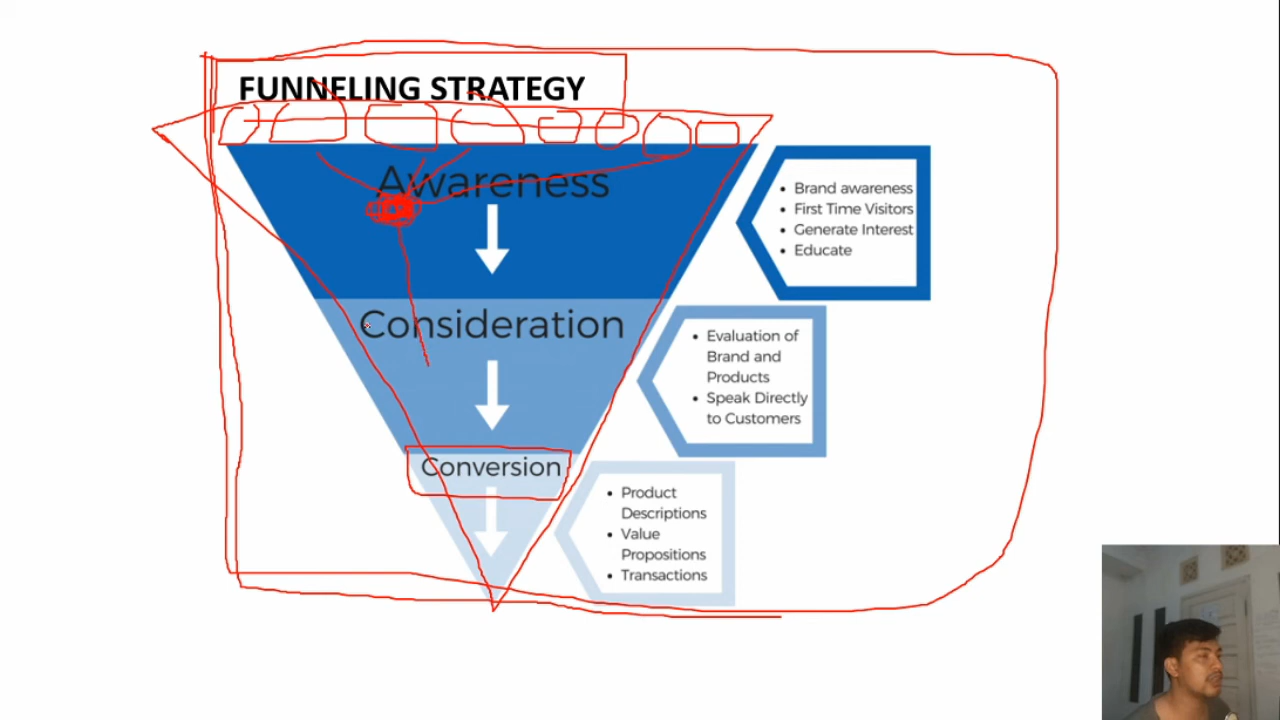 FUNNELING STRATEGY
Awareness
• Brand awareness
• First Time Visitors
• Generate Interest
• Educate
Consideration
• Evaluation of
Brand and
Products
• Speak Directly
to Customers
Conversion
• Product
Descriptions
• Value
Propositions
• Transactions